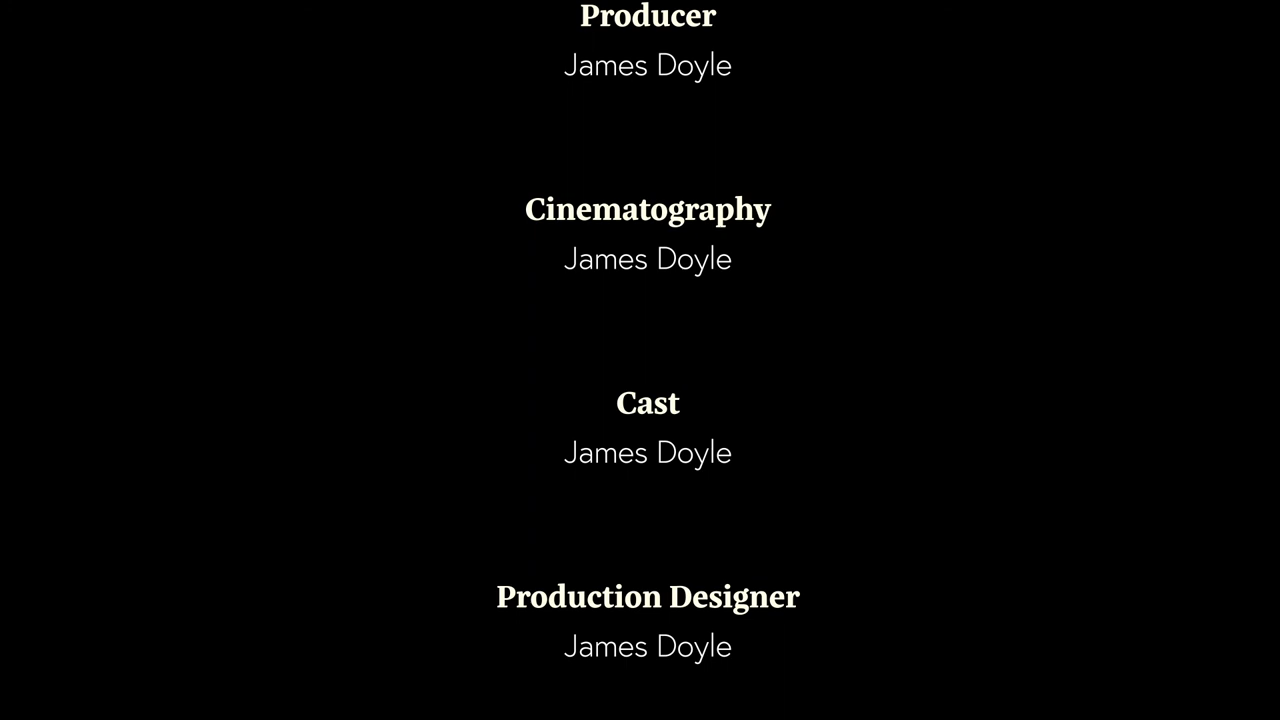 Producer
James Doyle
Cinematography
James Doyle
Cast
James Doyle
Production Designer
James Doyle